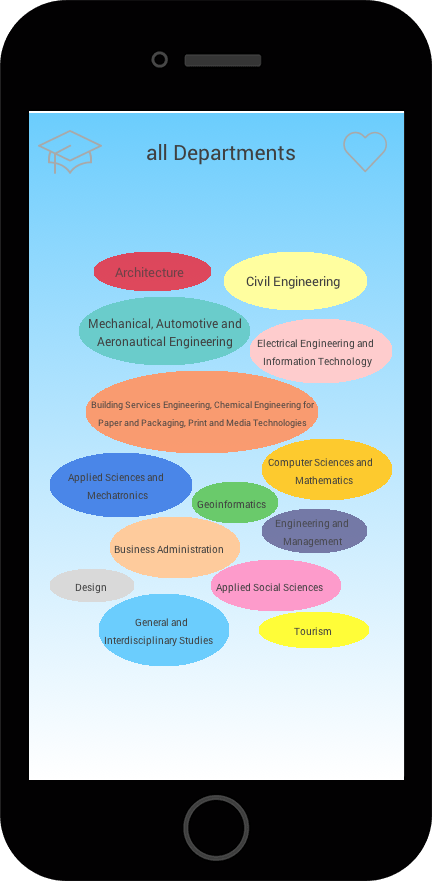 all Departments
Architecture
Civil Engineering
Mechanical, Automotive and
Aeronautical Engineering
Electrical Engineering and
Information Technology
Building Services Engineering, Chemical Engineering for
Paper and Packaging, Print and Media Technologies
Computer Sciences and
Mathematics
Applied Sciences and
Mechatronics
Geoinformatics
Engineering and
Management
Business Administration
Design
Applied Social Sciences
General and
Interdisciplinary Studies
Tourism